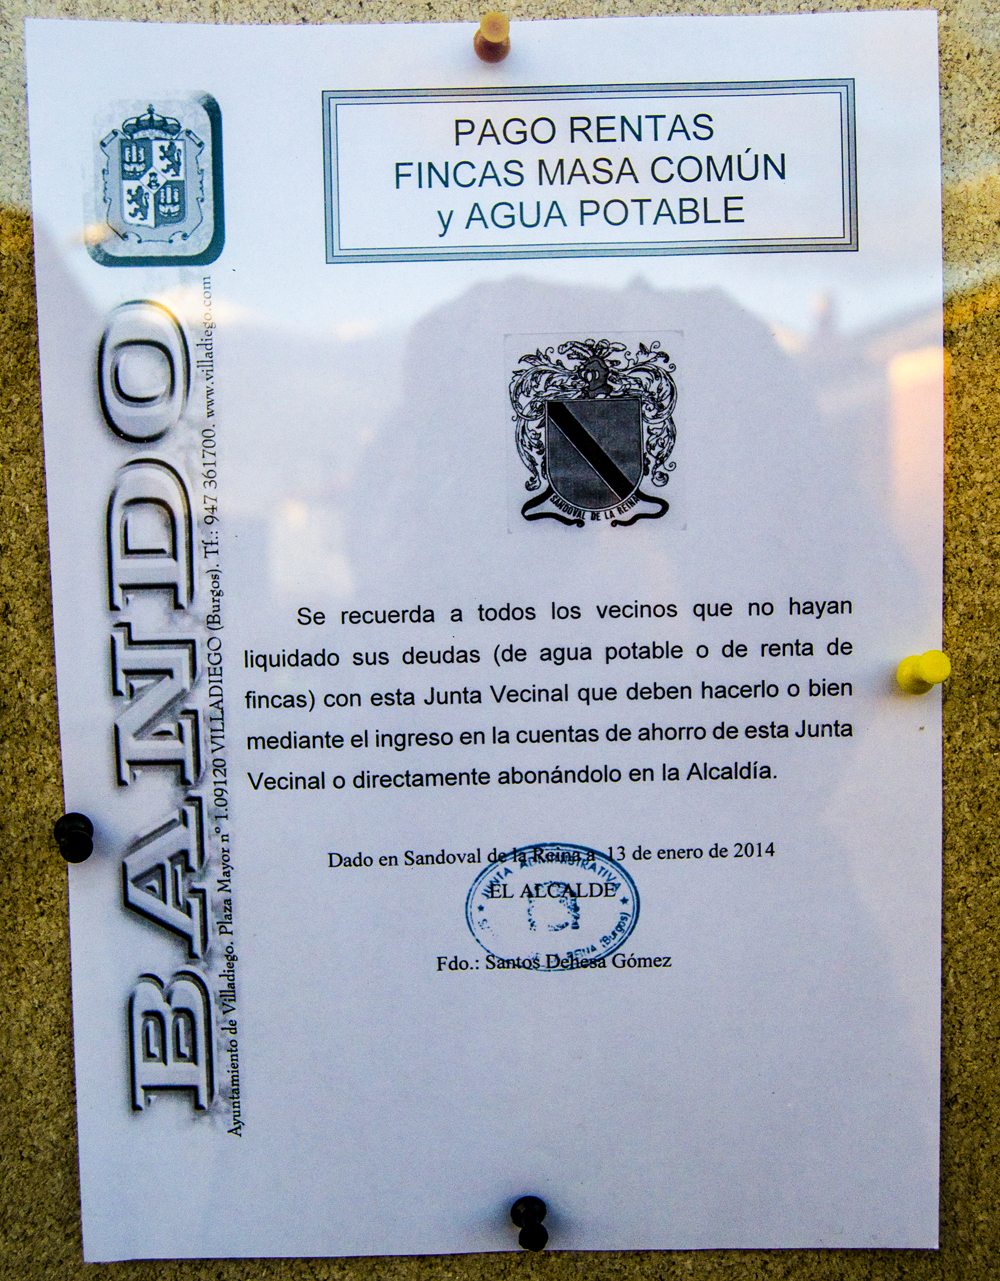 PAGO RENTAS
FINCAS MASA COMÚN
y AGUA POTABLE
BANDO
Ayuntamiento de Villadiego. Plaza Mayor nº 1.09120 VILLADIEGO (Burgos). Tf.: 947 361700. www.villadiego.com
SANDOVAL DE LA REINA
Se recuerda a todos los vecinos que no hayan
liquidado sus deudas (de agua potable o de renta de
fincas) con esta Junta Vecinal que deben hacerlo o bien
mediante el ingreso en la cuentas de ahorro de esta Junta
Vecinal o directamente abonándolo en la Alcaldía.
Dado en Sandoval de la Reina a 13 de enero de 2014
EL ALCALDE
JUNTA ADMINISTRATIVA
REINA (Burgos)
Fdo.: Santos Dehesa Gómez